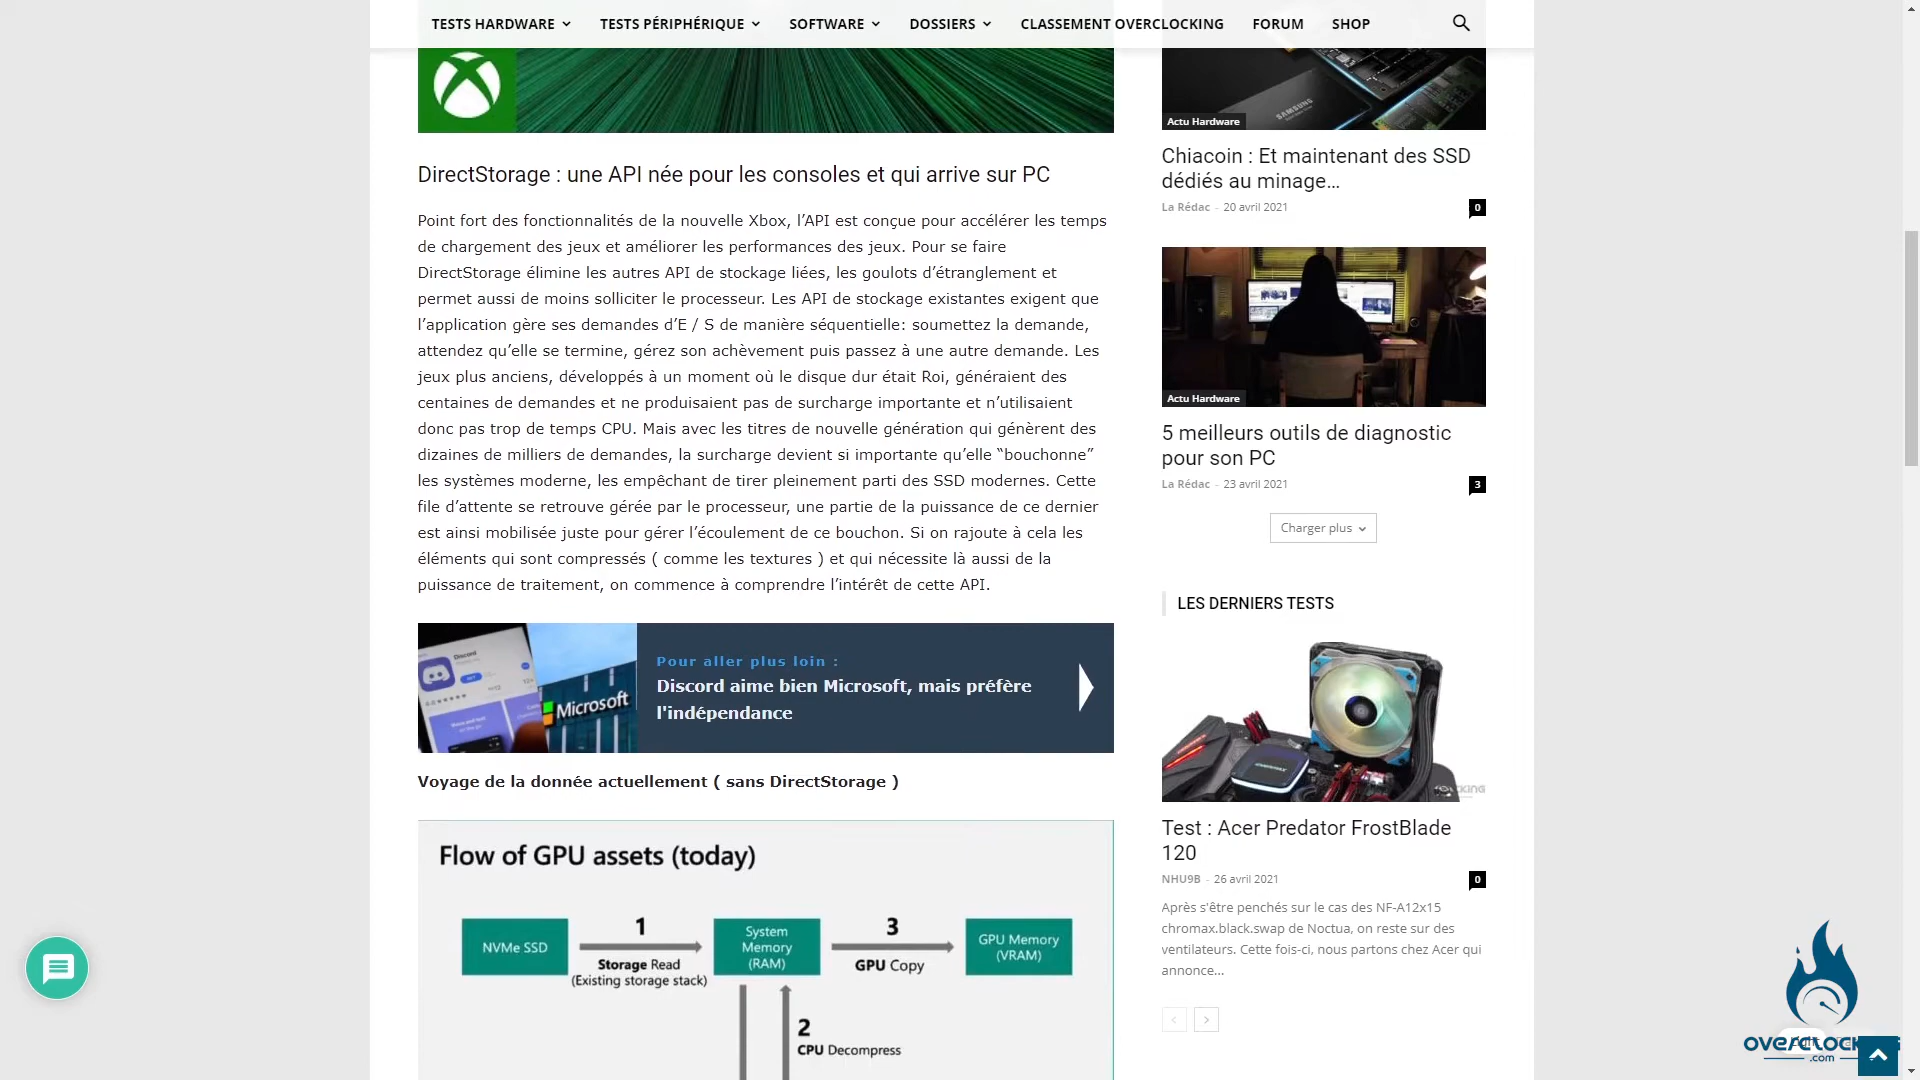 TESTS HARDWARE
TESTS PÉRIPHÉRIQUE
SOFTWARE
DOSSIERS
CLASSEMENT OVERCLOCKING
FORUM
SHOP
DirectStorage : une API née pour les consoles et qui arrive sur PC
Point fort des fonctionnalités de la nouvelle Xbox, l’API est conçue pour accélérer les temps
de chargement des jeux et améliorer les performances des jeux. Pour se faire
DirectStorage élimine les autres API de stockage liées, les goulots d’étranglement et
permet aussi de moins solliciter le processeur. Les API de stockage existantes exigent que
l’application gère ses demandes d’E / S de manière séquentielle: soumettez la demande,
attendez qu’elle se termine, gérez son achèvement puis passez à une autre demande. Les
jeux plus anciens, développés à un moment où le disque dur était Roi, généraient des
centaines de demandes et ne produisaient pas de surcharge importante et n’utilisaient
donc pas trop de temps CPU. Mais avec les titres de nouvelle génération qui génèrent des
dizaines de milliers de demandes, la surcharge devient si importante qu’elle “bouchonne”
les systèmes moderne, les empêchant de tirer pleinement parti des SSD modernes. Cette
file d’attente se retrouve gérée par le processeur, une partie de la puissance de ce dernier
est ainsi mobilisée juste pour gérer l’écoulement de ce bouchon. Si on rajoute à cela les
éléments qui sont compressés ( comme les textures ) et qui nécessite là aussi de la
puissance de traitement, on commence à comprendre l’intérêt de cette API.
Discord
Microsoft
Pour aller plus loin :
Discord aime bien Microsoft, mais préfère
l'indépendance
Voyage de la donnée actuellement ( sans DirectStorage )
Flow of GPU assets (today)
NVMe SSD
1
Storage Read
(Existing storage stack)
System
Memory
(RAM)
3
GPU Copy
GPU Memory
(VRAM)
2
CPU Decompress
SAMSUNG
Actu Hardware
Chiacoin : Et maintenant des SSD
dédiés au minage…
La Rédac - 20 avril 2021
0
Actu Hardware
5 meilleurs outils de diagnostic
pour son PC
La Rédac - 23 avril 2021
3
Charger plus
LES DERNIERS TESTS
Test : Acer Predator FrostBlade
120
NHU9B - 26 avril 2021
0
Après s'être penchés sur le cas des NF-A12x15
chromax.black.swap de Noctua, on reste sur des
ventilateurs. Cette fois-ci, nous partons chez Acer qui
annonce...
OVERCLOCKING
.com